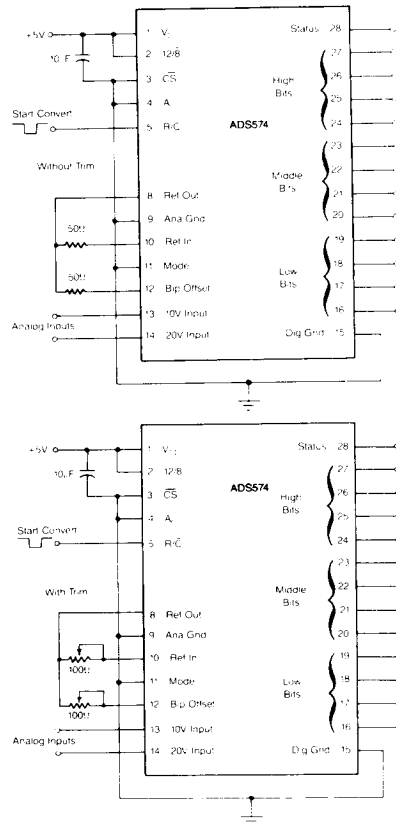 +5V
10µF
Start Convert
Without Trim
50Ω
50Ω
Analog Inputs
1 V
2 12/8
3 CS
4 A
5 R/C
8 Ref Out
9 Ana Gnd
10 Ref In
11 Mode
12 Bip Offset
13 10V Input
14 20V Input
ADS574
Status 28
High
Bits
27
26
25
24
Middle
Bits
23
22
21
20
Low
Bits
19
18
17
16
Dig Gnd 15
+5V
10µF
Start Convert
With Trim
100Ω
100Ω
Analog Inputs
1 V
2 12/8
3 CS
4 A
5 R/C
8 Ref Out
9 Ana Gnd
10 Ref In
11 Mode
12 Bip Offset
13 10V Input
14 20V Input
ADS574
Status 28
High
Bits
27
26
25
24
Middle
Bits
23
22
21
20
Low
Bits
19
18
17
16
Dig Gnd 15